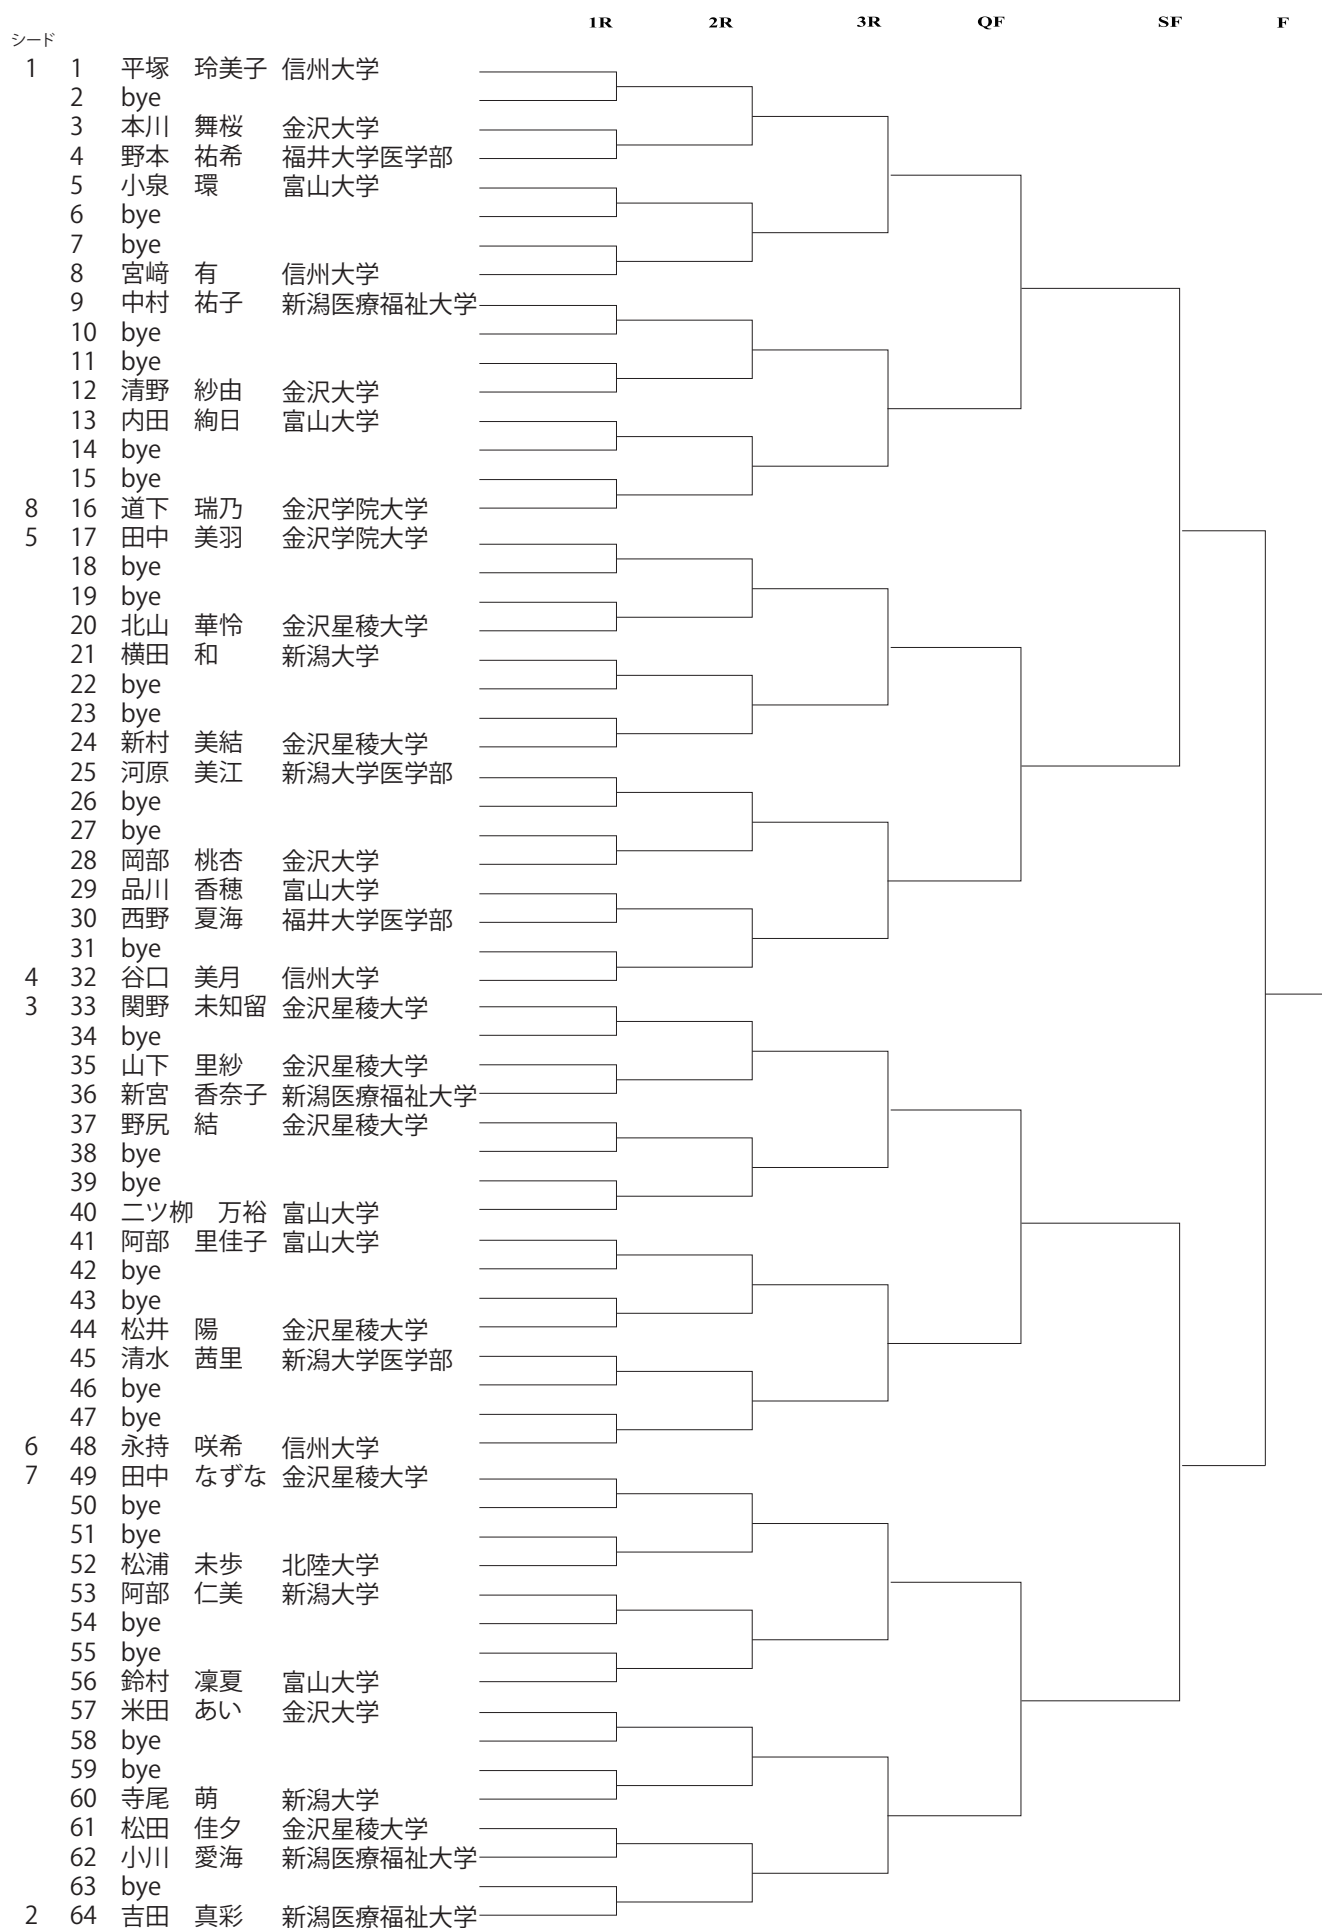 1R 2R 3R QF SF F
シード
1 1 平塚 玲美子 信州大学
2 bye
3 本川 舞桜 金沢大学
4 野本 祐希 福井大学医学部
5 小泉 環 富山大学
6 bye
7 bye
8 宮﨑 有 信州大学
9 中村 祐子 新潟医療福祉大学
10 bye
11 bye
12 清野 紗由 金沢大学
13 内田 絢日 富山大学
14 bye
15 bye
8 16 道下 瑞乃 金沢学院大学
5 17 田中 美羽 金沢学院大学
18 bye
19 bye
20 北山 華怜 金沢星稜大学
21 横田 和 新潟大学
22 bye
23 bye
24 新村 美結 金沢星稜大学
25 河原 美江 新潟大学医学部
26 bye
27 bye
28 岡部 桃杏 金沢大学
29 品川 香穂 富山大学
30 西野 夏海 福井大学医学部
31 bye
4 32 谷口 美月 信州大学
3 33 関野 未知留 金沢星稜大学
34 bye
35 山下 里紗 金沢星稜大学
36 新宮 香奈子 新潟医療福祉大学
37 野尻 結 金沢星稜大学
38 bye
39 bye
40 二ツ栁 万裕 富山大学
41 阿部 里佳子 富山大学
42 bye
43 bye
44 松井 陽 金沢星稜大学
45 清水 茜里 新潟大学医学部
46 bye
47 bye
6 48 永持 咲希 信州大学
7 49 田中 なずな 金沢星稜大学
50 bye
51 bye
52 松浦 未歩 北陸大学
53 阿部 仁美 新潟大学
54 bye
55 bye
56 鈴村 凜夏 富山大学
57 米田 あい 金沢大学
58 bye
59 bye
60 寺尾 萌 新潟大学
61 松田 佳夕 金沢星稜大学
62 小川 愛海 新潟医療福祉大学
63 bye
2 64 吉田 真彩 新潟医療福祉大学